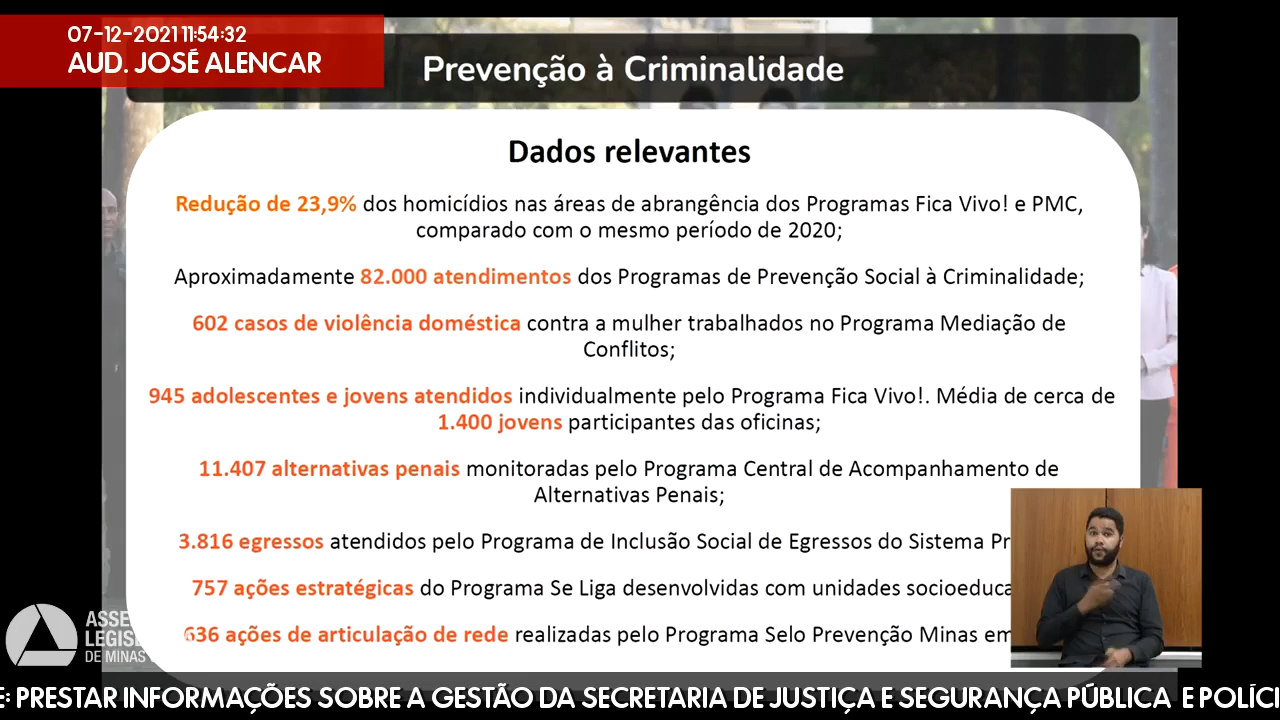 07-12-2021 11:54:32
AUD. JOSÉ ALENCAR
Prevenção à Criminalidade
Dados relevantes
Redução de 23,9% dos homicídios nas áreas de abrangência dos Programas Fica Vivo! e PMC,
comparado com o mesmo período de 2020;
Aproximadamente 82.000 atendimentos dos Programas de Prevenção Social à Criminalidade;
602 casos de violência doméstica contra a mulher trabalhados no Programa Mediação de
Conflitos;
945 adolescentes e jovens atendidos individualmente pelo Programa Fica Vivo!. Média de cerca de
1.400 jovens participantes das oficinas;
11.407 alternativas penais monitoradas pelo Programa Central de Acompanhamento de
Alternativas Penais;
3.816 egressos atendidos pelo Programa de Inclusão Social de Egressos do Sistema Pr
757 ações estratégicas do Programa Se Liga desenvolvidas com unidades socioeduca
636 ações de articulação de rede realizadas pelo Programa Selo Prevenção Minas em
ASSE
LEGIS
DE MINAS
E: PRESTAR INFORMAÇÕES SOBRE A GESTÃO DA SECRETARIA DE JUSTIÇA E SEGURANÇA PÚBLICA E POLÍCI